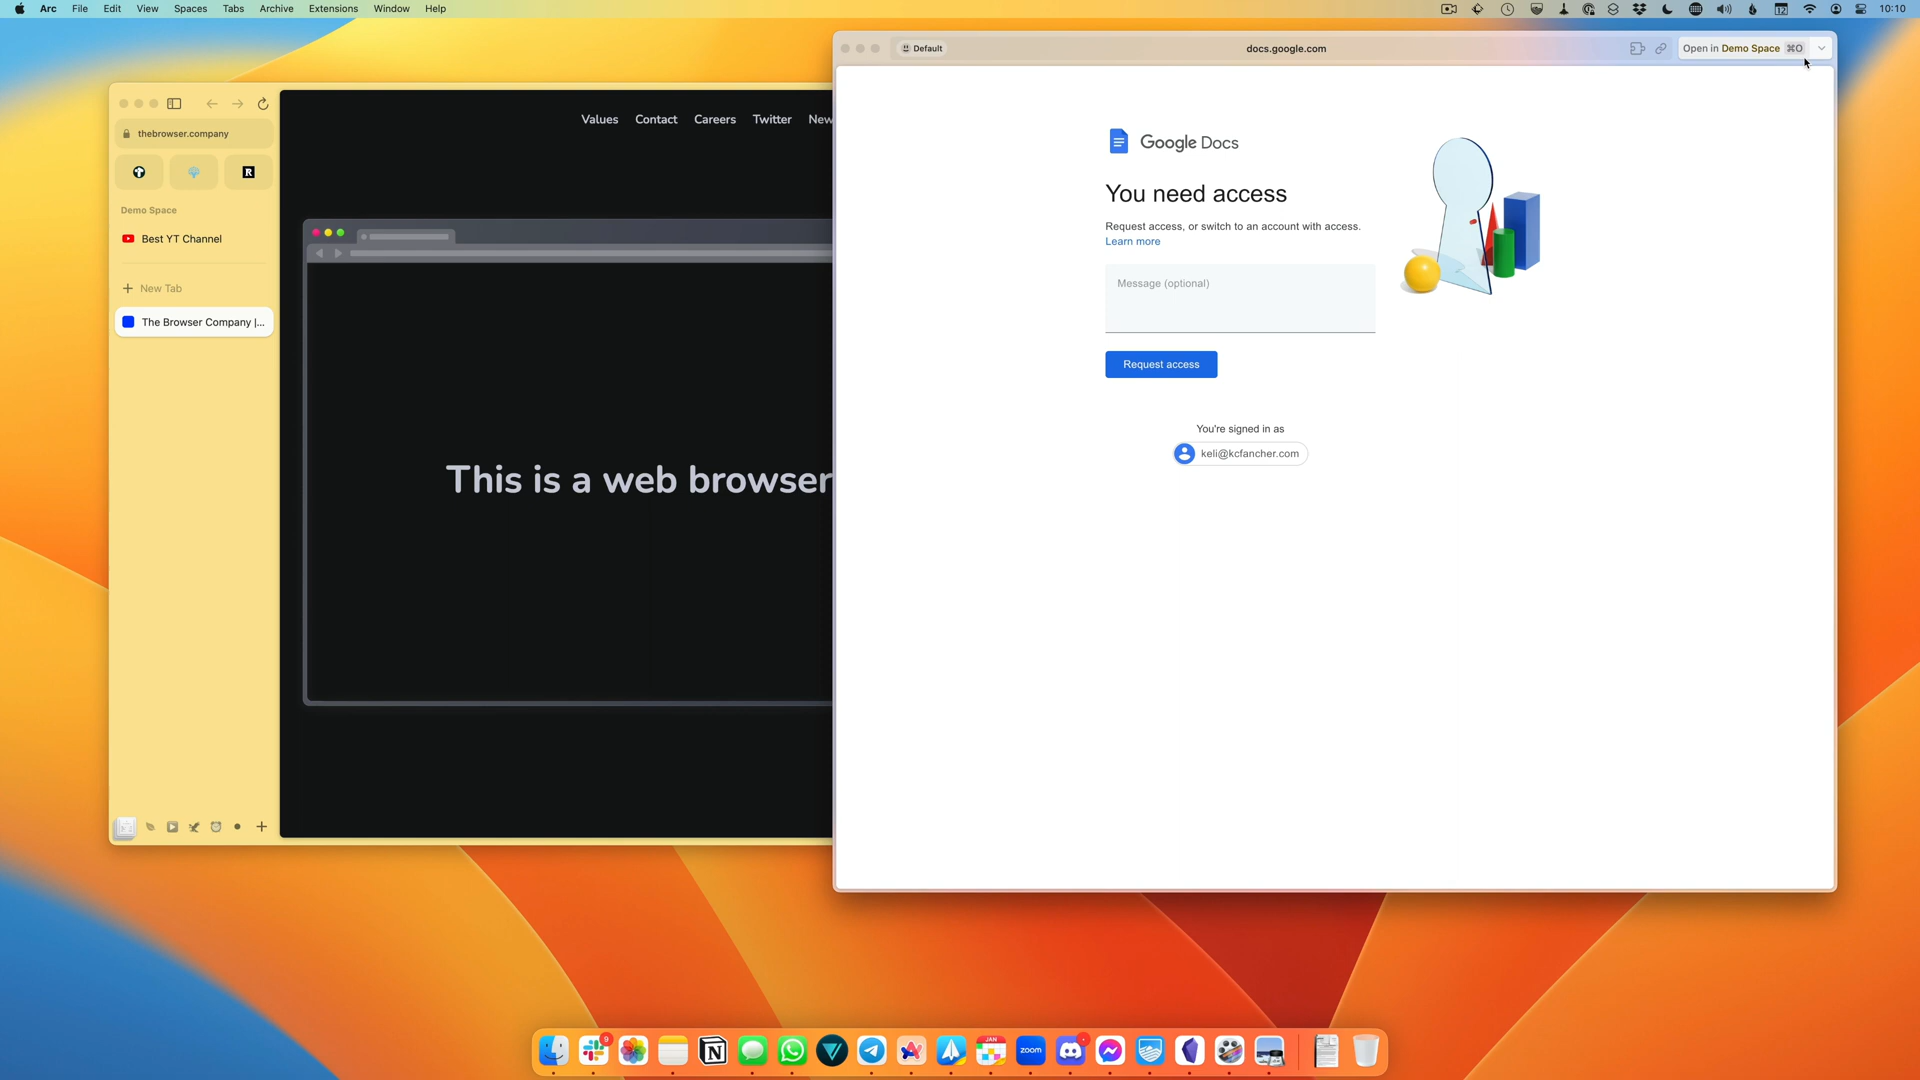 Arc File Edit View Spaces Tabs Archive Extensions Window Help
12
10:10
thebrowser.company
R
Demo Space
Best YT Channel
New Tab
The Browser Company |...
Values Contact Careers Twitter New
This is a web browser
Default
docs.google.com
Open in Demo Space ⌘O
Google Docs
You need access
Request access, or switch to an account with access.
Learn more
Message (optional)
Request access
You're signed in as
keli@kcfancher.com
9
JAN
zoom